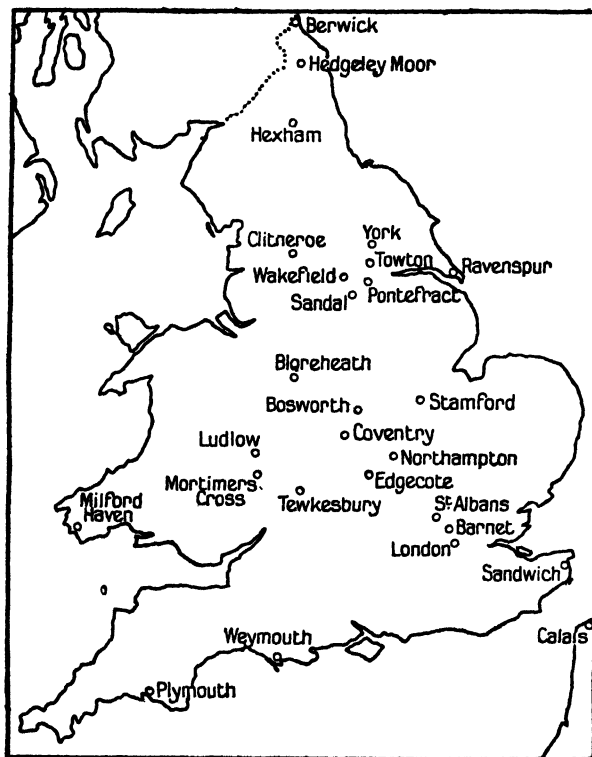 Berwick
Hedgeley Moor
Hexham
Clitheroe
York
Towton
Ravenspur
Wakefield
Pontefract
Sandal
Bloreheath
Bosworth
Stamford
Coventry
Ludlow
Northampton
Mortimers
Cross
Edgecote
Tewkesbury
Milford
Haven
St. Albans
Barnet
London
Sandwich
Weymouth
Calais
Plymouth